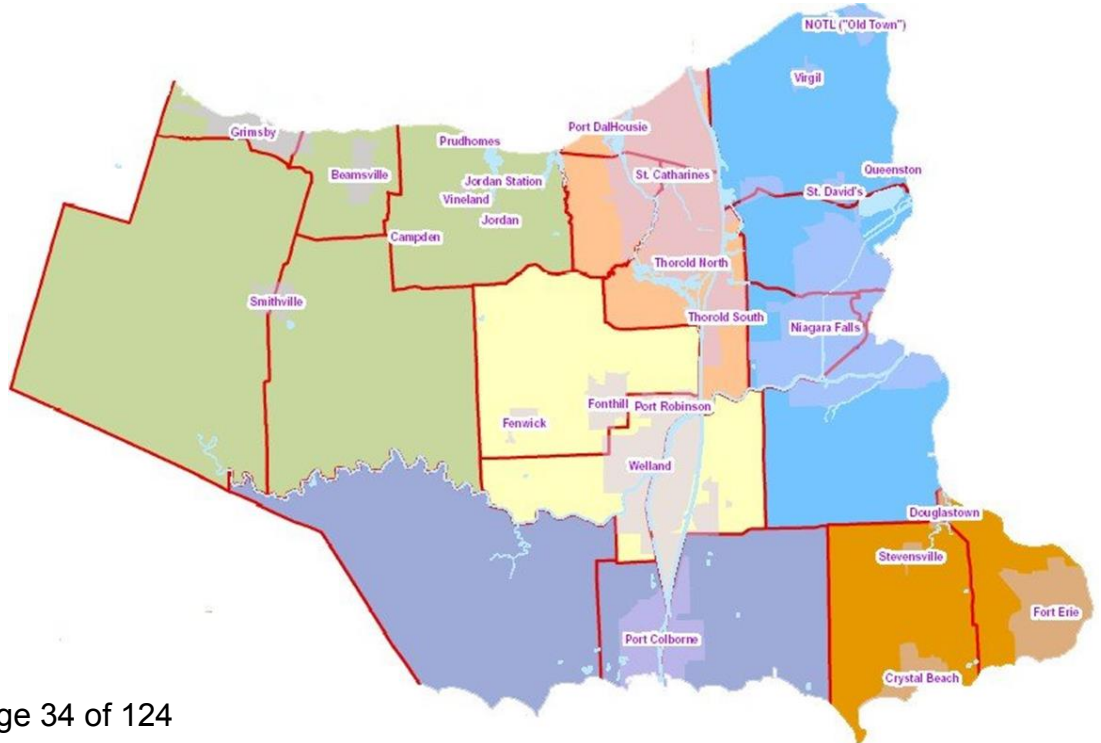 NOTL ("Old Town")
Virgil
Grimsby
Port DalHousie
Prudhomes
Beamsville
Jordan Station
St. Catharines
Queenston
Vineland
St. David's
Jordan
Campden
Thorold North
Smithville
Thorold South
Niagara Falls
Fonthill
Port Robinson
Fenwick
Welland
Douglastown
Stevensville
Fort Erie
Port Colborne
Crystal Beach
ge 34 of 124